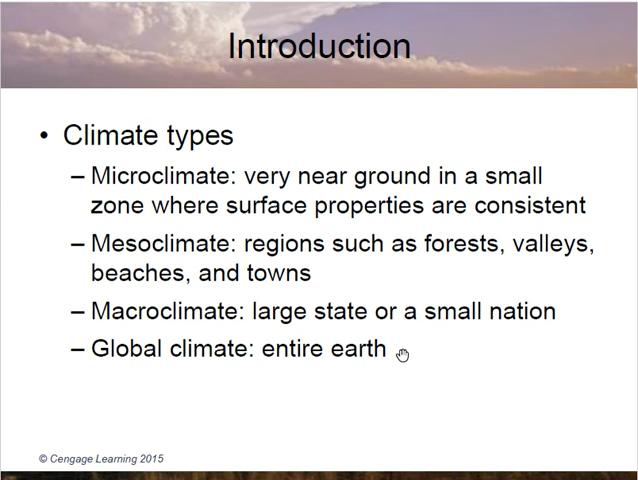 Introduction
• Climate types
– Microclimate: very near ground in a small
zone where surface properties are consistent
– Mesoclimate: regions such as forests, valleys,
beaches, and towns
– Macroclimate: large state or a small nation
– Global climate: entire earth
© Cengage Learning 2015